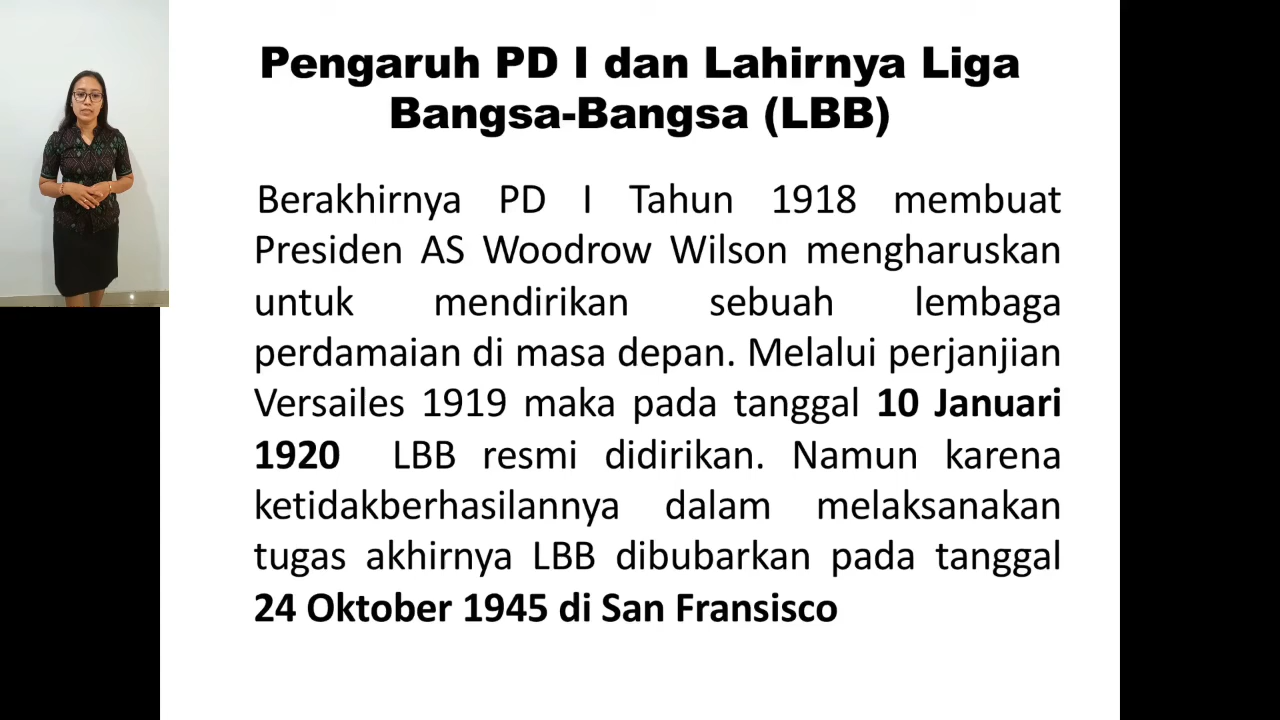 Pengaruh PD I dan Lahirnya Liga
Bangsa-Bangsa (LBB)
Berakhirnya PD I Tahun 1918 membuat
Presiden AS Woodrow Wilson mengharuskan
untuk mendirikan sebuah lembaga
perdamaian di masa depan. Melalui perjanjian
Versailes 1919 maka pada tanggal 10 Januari
1920 LBB resmi didirikan. Namun karena
ketidakberhasilannya dalam melaksanakan
tugas akhirnya LBB dibubarkan pada tanggal
24 Oktober 1945 di San Fransisco